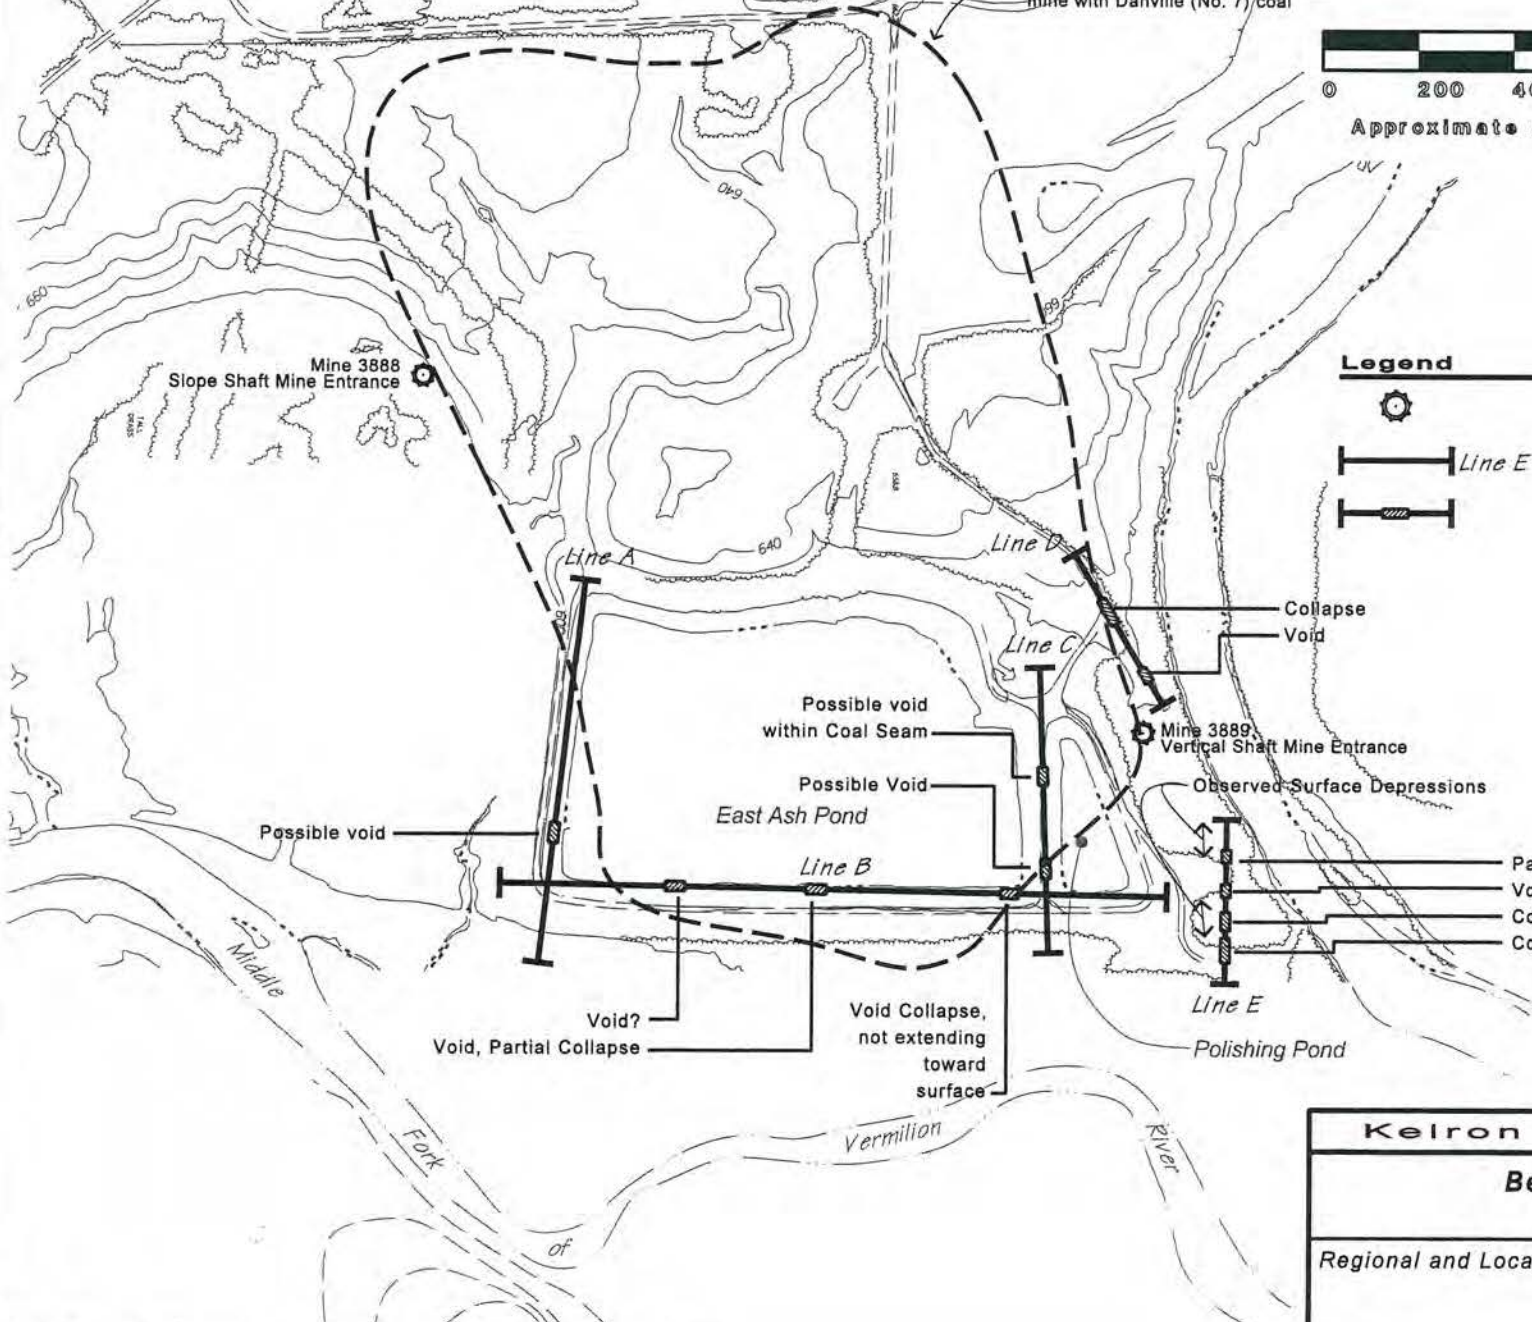 mine with Danville (No. 7) coal
0 200
Approximate
640
660
Mine 3888
Slope Shaft Mine Entrance
TALL
GRASS
Legend
Line E
Line A
640
Line D
Collapse
Void
Line C
Possible void
within Coal Seam
Mine 3889
Vertical Shaft Mine Entrance
Possible Void
Observed Surface Depressions
East Ash Pond
Possible void
Line B
Line E
Void?
Void, Partial Collapse
Void Collapse,
not extending
toward
surface
Polishing Pond
Middle
Fork
of
Vermilion
River
Kelron
Regional and Loca